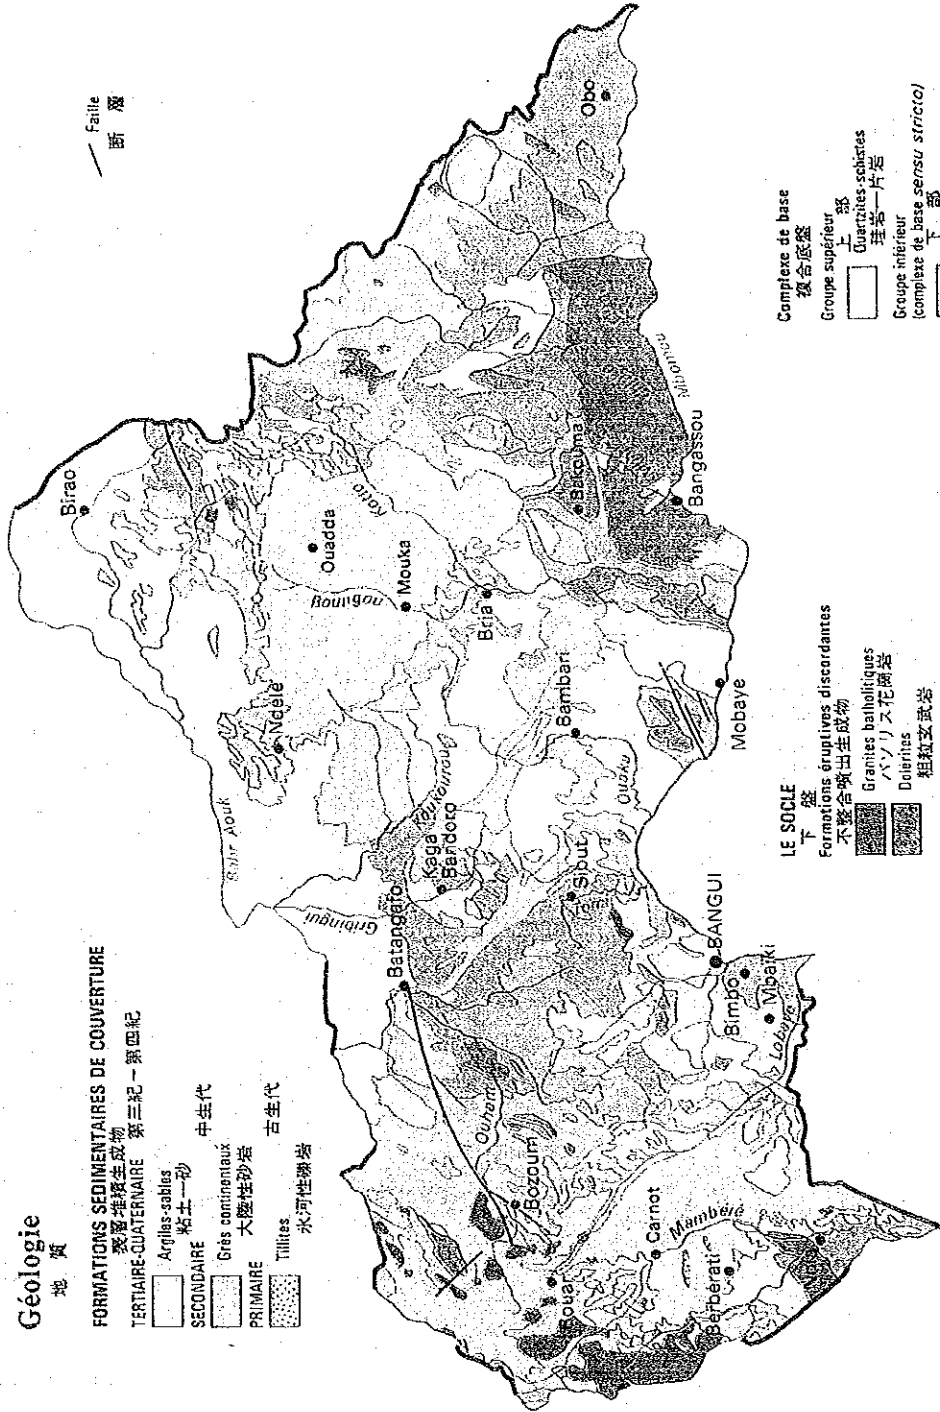 Géologie
地 質
FORMATIONS SEDIMENTAIRES DE COUVERTURE
表層堆積生成物
TERTIAIRE-QUATERNAIRE 第三紀－第四紀
Argiles-sables
粘土－砂
SECONDAIRE 中生代
Grès continentaux
大陸性砂岩
PRIMAIRE 古生代
Tillites
氷河性礫岩
Faille
断 層
Birao
Ouadda
Mouka
Boungou
Kotto
Bria
Ndele
Bahr Aouk
Gribingui
Batangafo
Kaga
Bandoro
Bambari
Ouaka
Sibut
Tomi
Bakouma
Bangassou
Mbomou
Obo
Mobaye
BANGUI
Bimbo
Mbaïki
Lobaye
Ouham
Bozoum
Bouar
Carnot
Mambéré
Berbérati
Nola
LE SOCLE
下 盤
Formations éruptives discordantes
不整合噴出生成物
Granites batholitiques
バソリス花崗岩
Dolérites
粗粒玄武岩
Complexe de base
複合底盤
Groupe supérieur
上 部
Quartzites-schistes
珪岩－片岩
Groupe inférieur
(complexe de base sensu stricto)
下 部